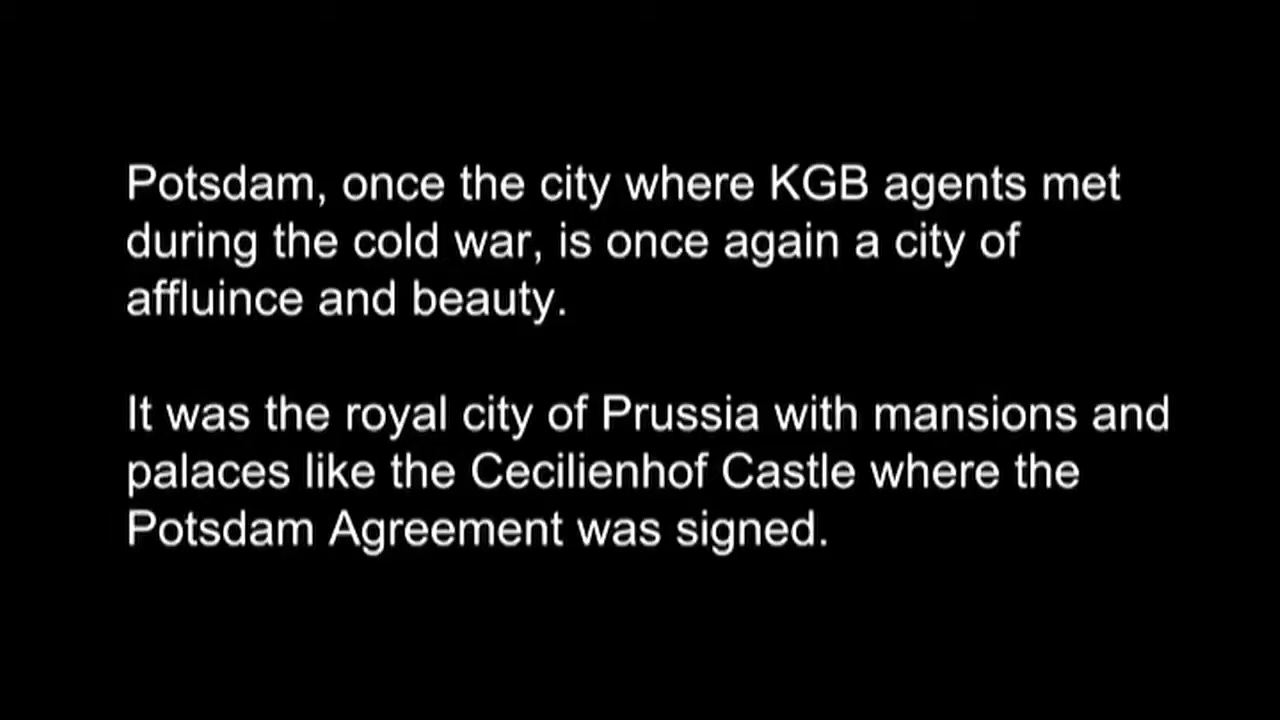 Potsdam, once the city where KGB agents met
during the cold war, is once again a city of
affluince and beauty.
It was the royal city of Prussia with mansions and
palaces like the Cecilienhof Castle where the
Potsdam Agreement was signed.